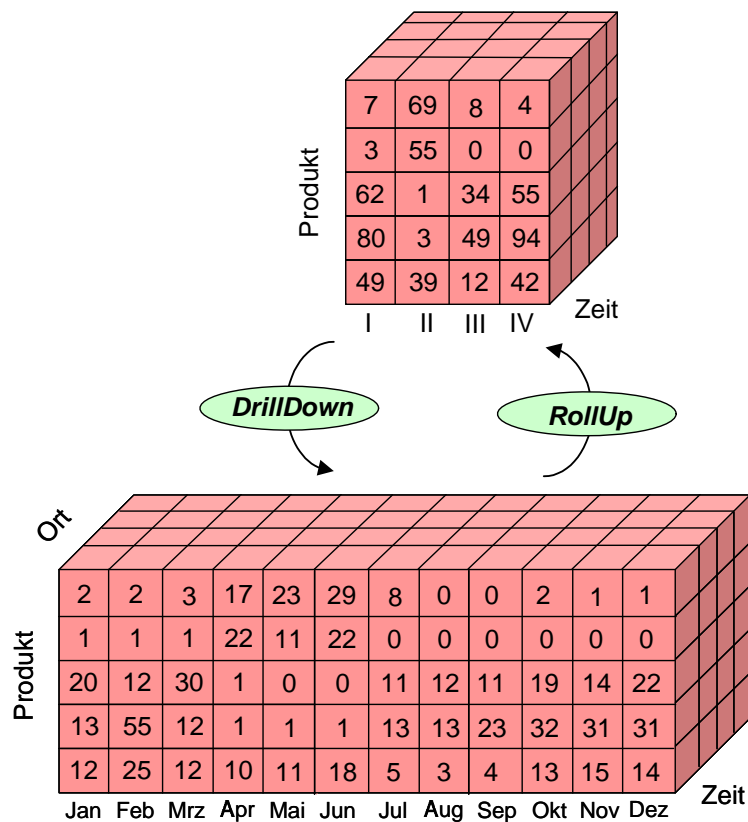 7 69 8 4
3 55 0 0
62 1 34 55
80 3 49 94
49 39 12 42
Produkt
I II III IV
Zeit
DrillDown
RollUp
Ort
2 2 3 17 23 29 8 0 0 2 1 1
1 1 1 22 11 22 0 0 0 0 0 0
20 12 30 1 0 0 11 12 11 19 14 22
13 55 12 1 1 1 13 13 23 32 31 31
12 25 12 10 11 18 5 3 4 13 15 14
Produkt
Jan Feb Mrz Apr Mai Jun Jul Aug Sep Okt Nov Dez
Zeit